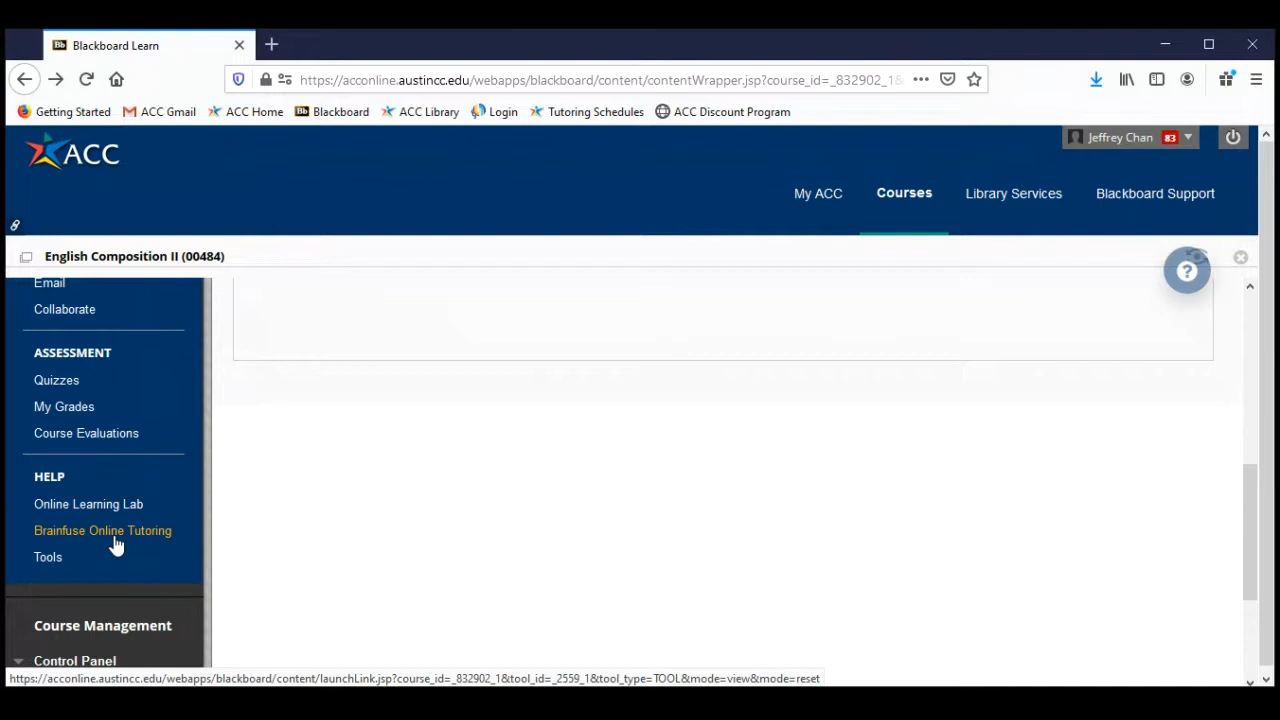 Blackboard Learn
https://acconline.austincc.edu/webapps/blackboard/content/contentWrapper.jsp?course_id=_832902_1&
Getting Started ACC Gmail ACC Home Blackboard ACC Library Login Tutoring Schedules ACC Discount Program
ACC
Jeffrey Chan 83
My ACC Courses Library Services Blackboard Support
English Composition II (00484)
?
Email
Collaborate
ASSESSMENT
Quizzes
My Grades
Course Evaluations
HELP
Online Learning Lab
Brainfuse Online Tutoring
Tools
Course Management
Control Panel
https://acconline.austincc.edu/webapps/blackboard/content/launchLink.jsp?course_id=_832902_1&tool_id=_2559_1&tool_type=TOOL&mode=view&mode=reset